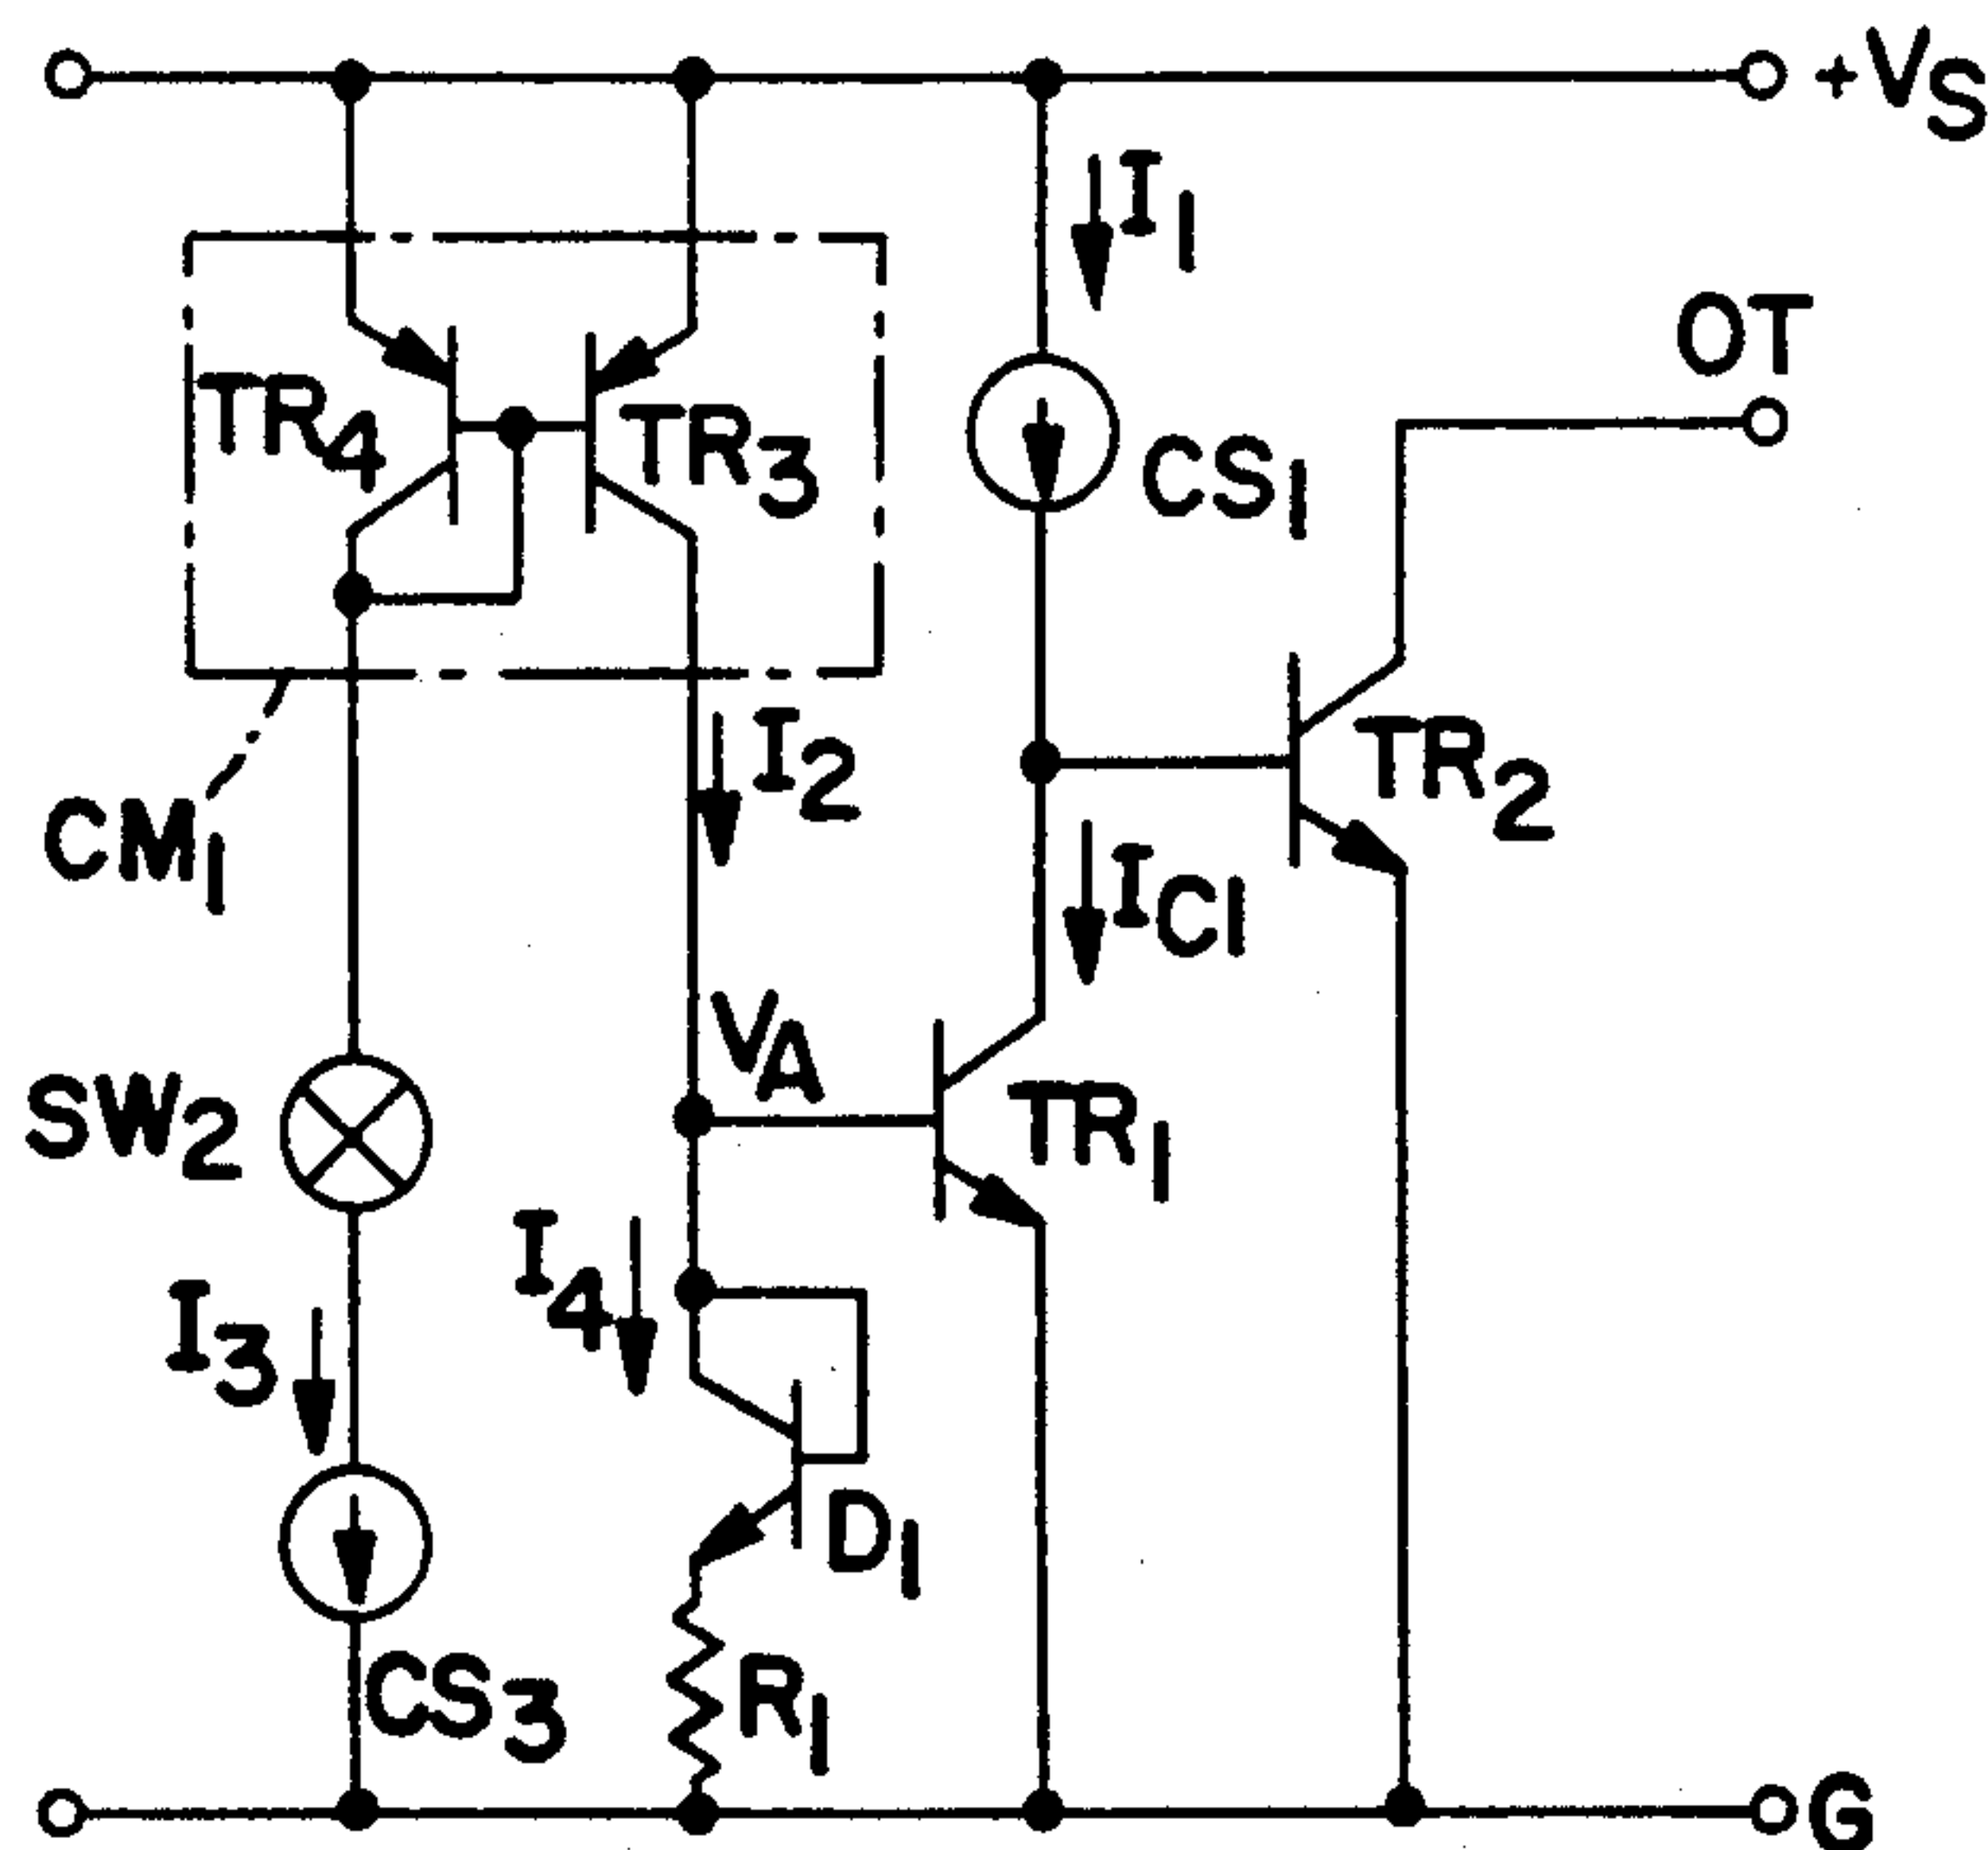 +VS
I1
OT
TR4
TR3
CS1
I2
TR2
CM1
IC1
VA
SW2
TR1
I4
I3
D1
R1
CS3
G